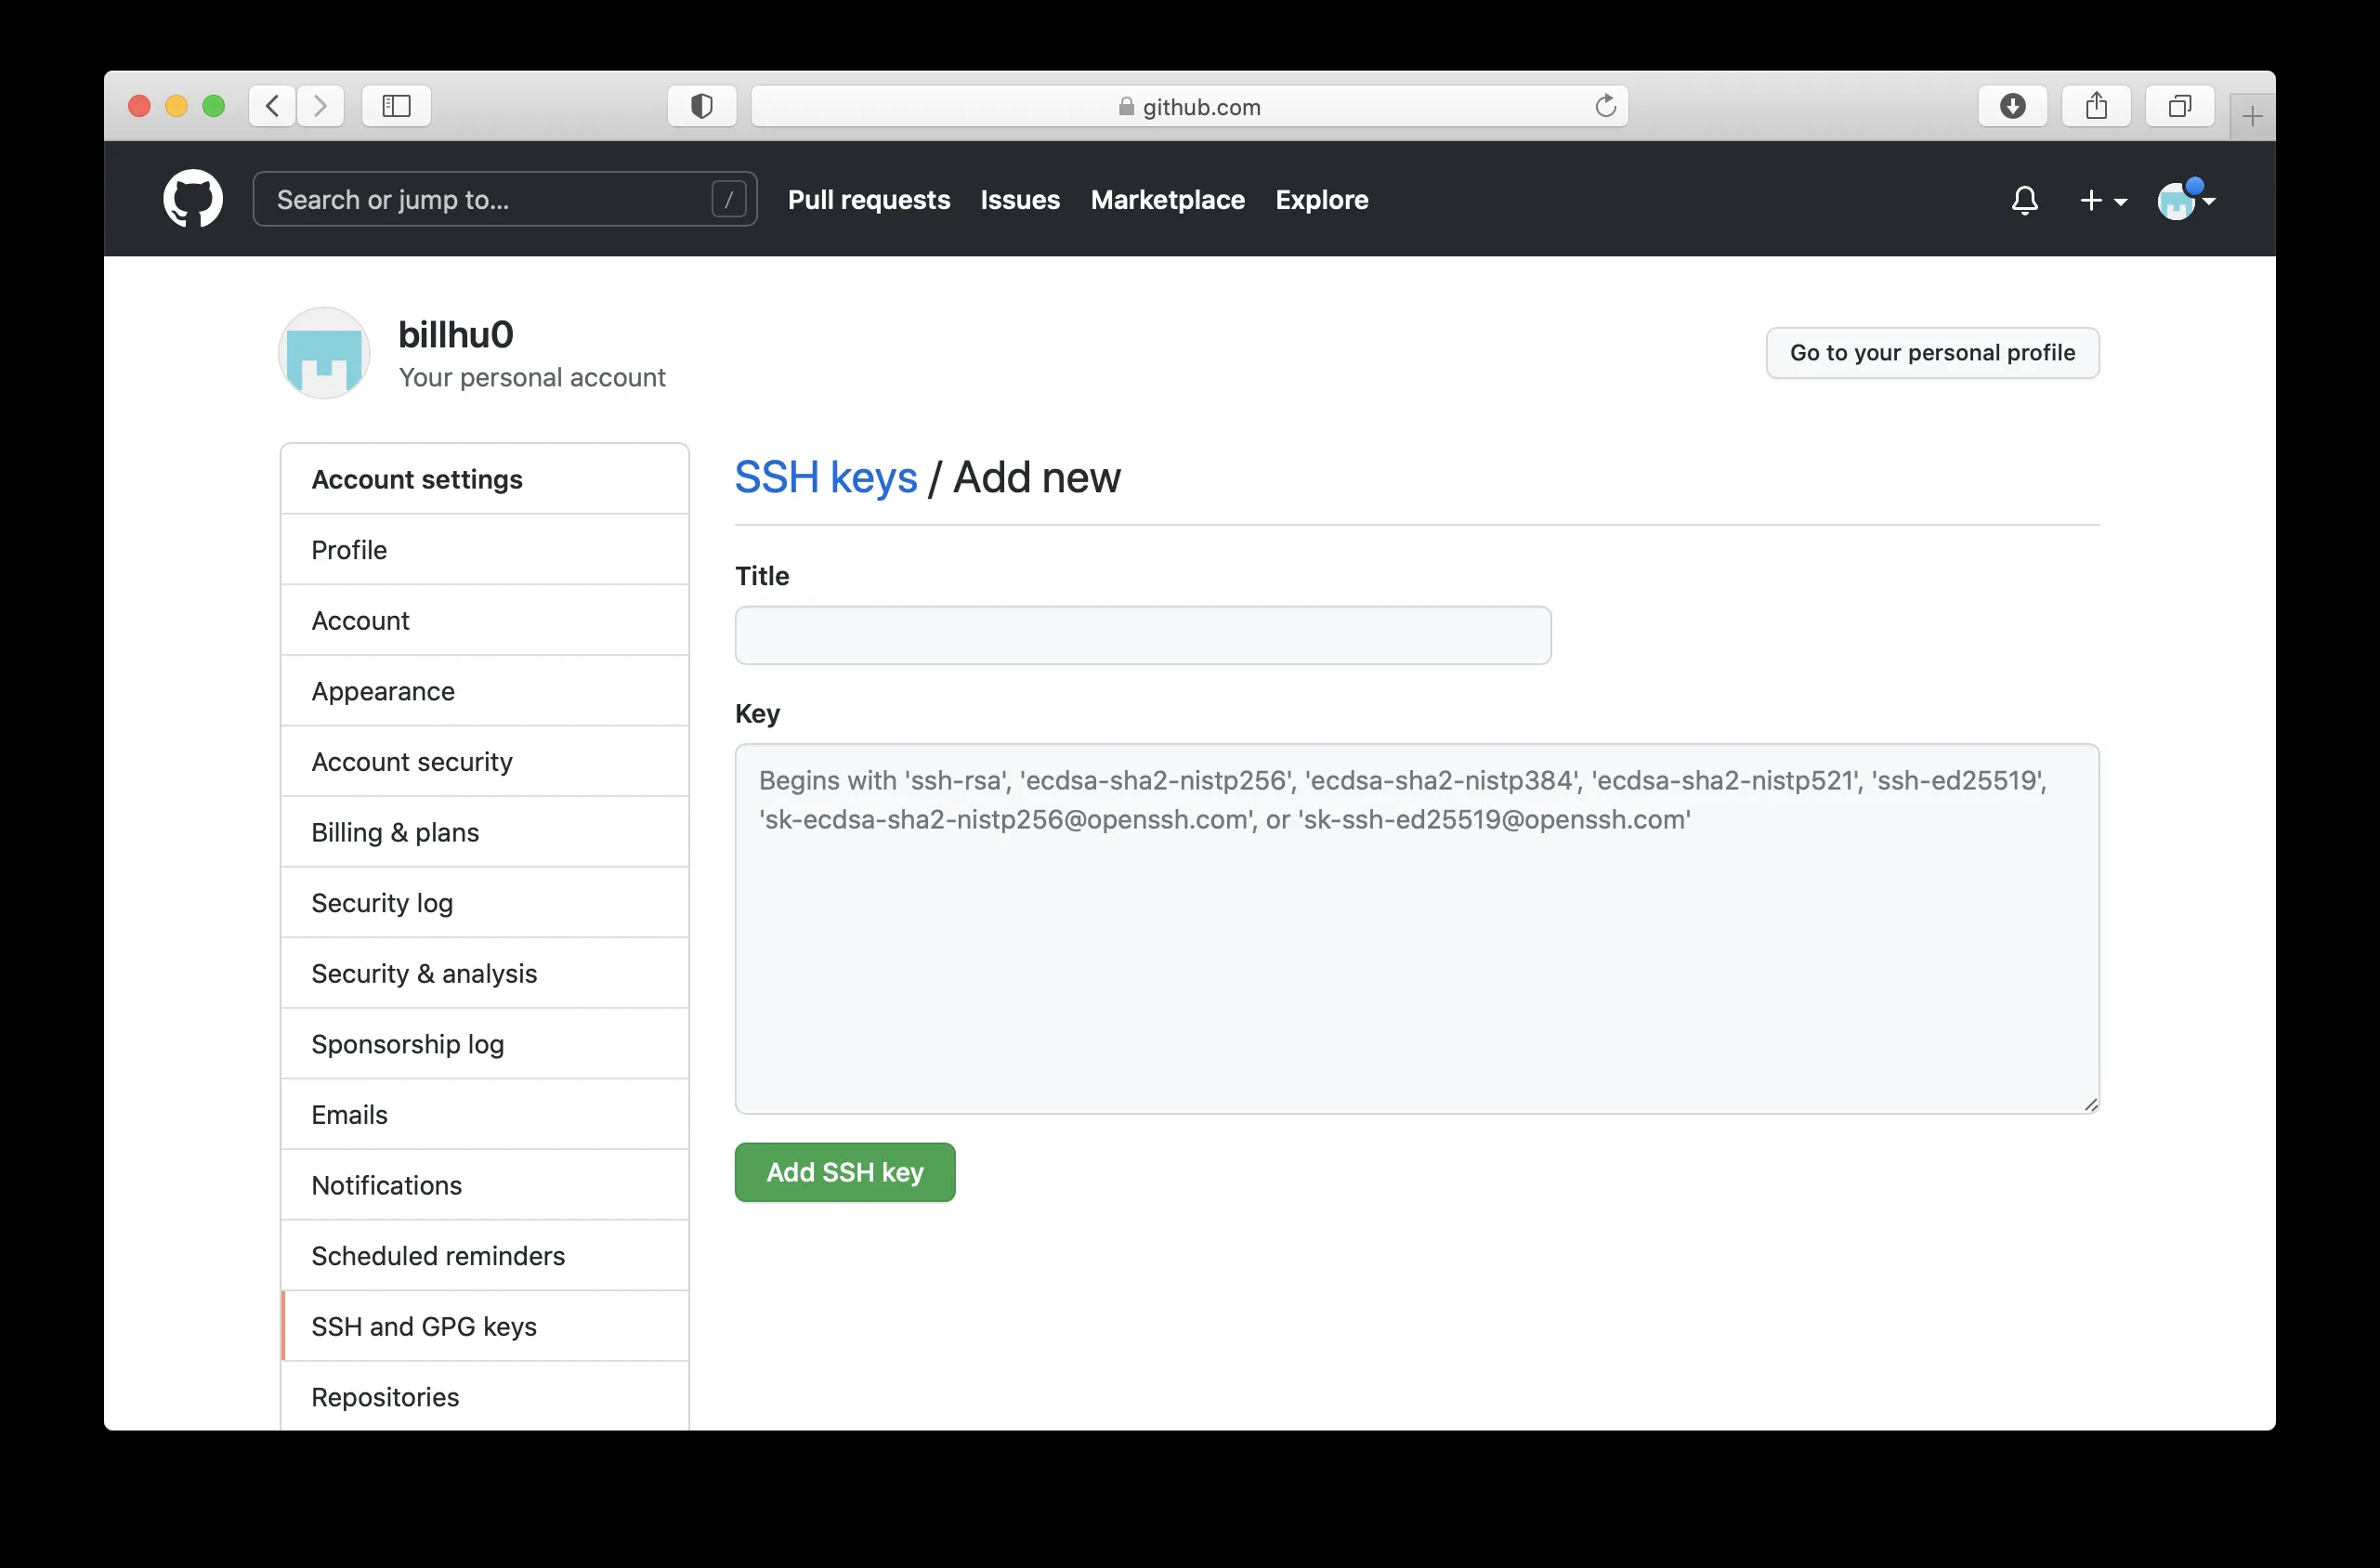 github.com
Search or jump to... /
Pull requests Issues Marketplace Explore
billhu0
Your personal account
Go to your personal profile
Account settings
Profile
Account
Appearance
Account security
Billing & plans
Security log
Security & analysis
Sponsorship log
Emails
Notifications
Scheduled reminders
SSH and GPG keys
Repositories
SSH keys / Add new
Title
Key
Begins with 'ssh-rsa', 'ecdsa-sha2-nistp256', 'ecdsa-sha2-nistp384', 'ecdsa-sha2-nistp521', 'ssh-ed25519',
'sk-ecdsa-sha2-nistp256@openssh.com', or 'sk-ssh-ed25519@openssh.com'
Add SSH key